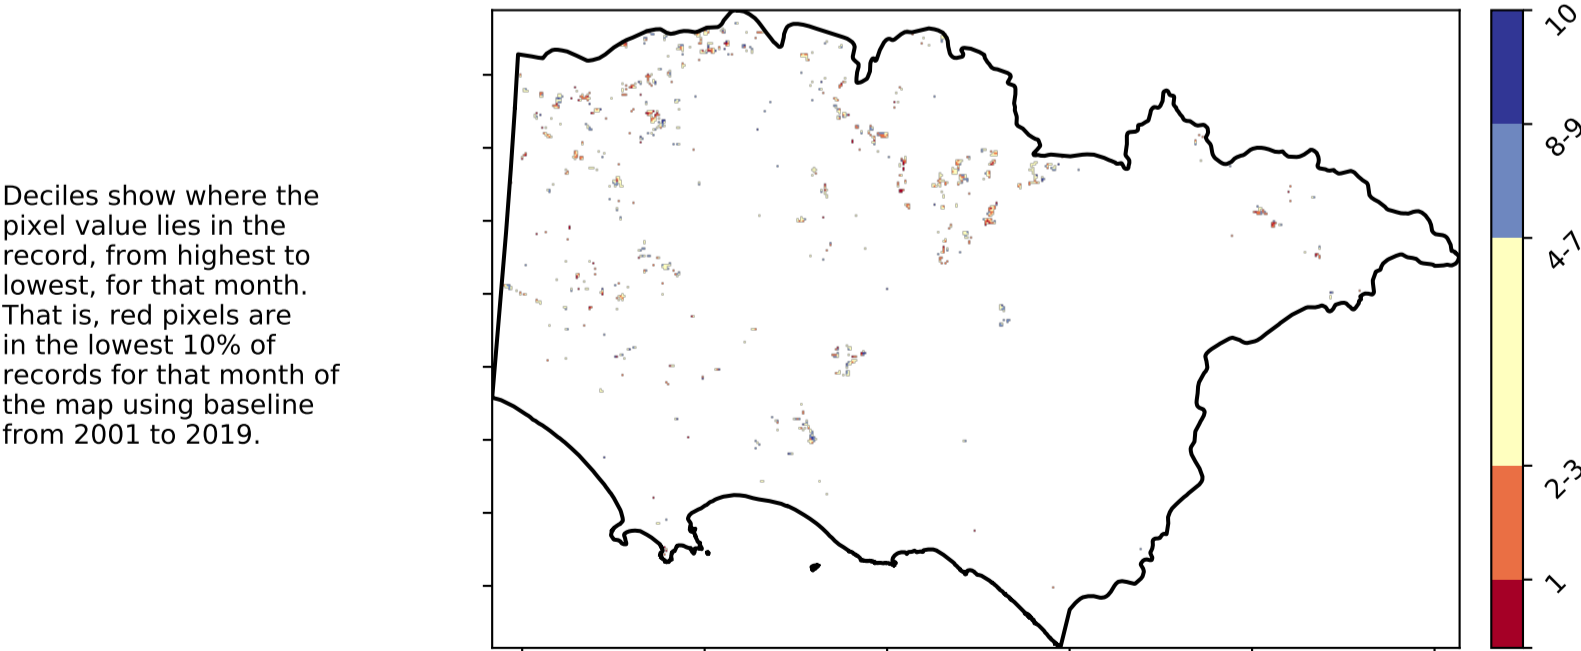 Deciles show where the
pixel value lies in the
record, from highest to
lowest, for that month.
That is, red pixels are
in the lowest 10% of
records for that month of
the map using baseline
from 2001 to 2019.
10
8-9
4-7
2-3
1